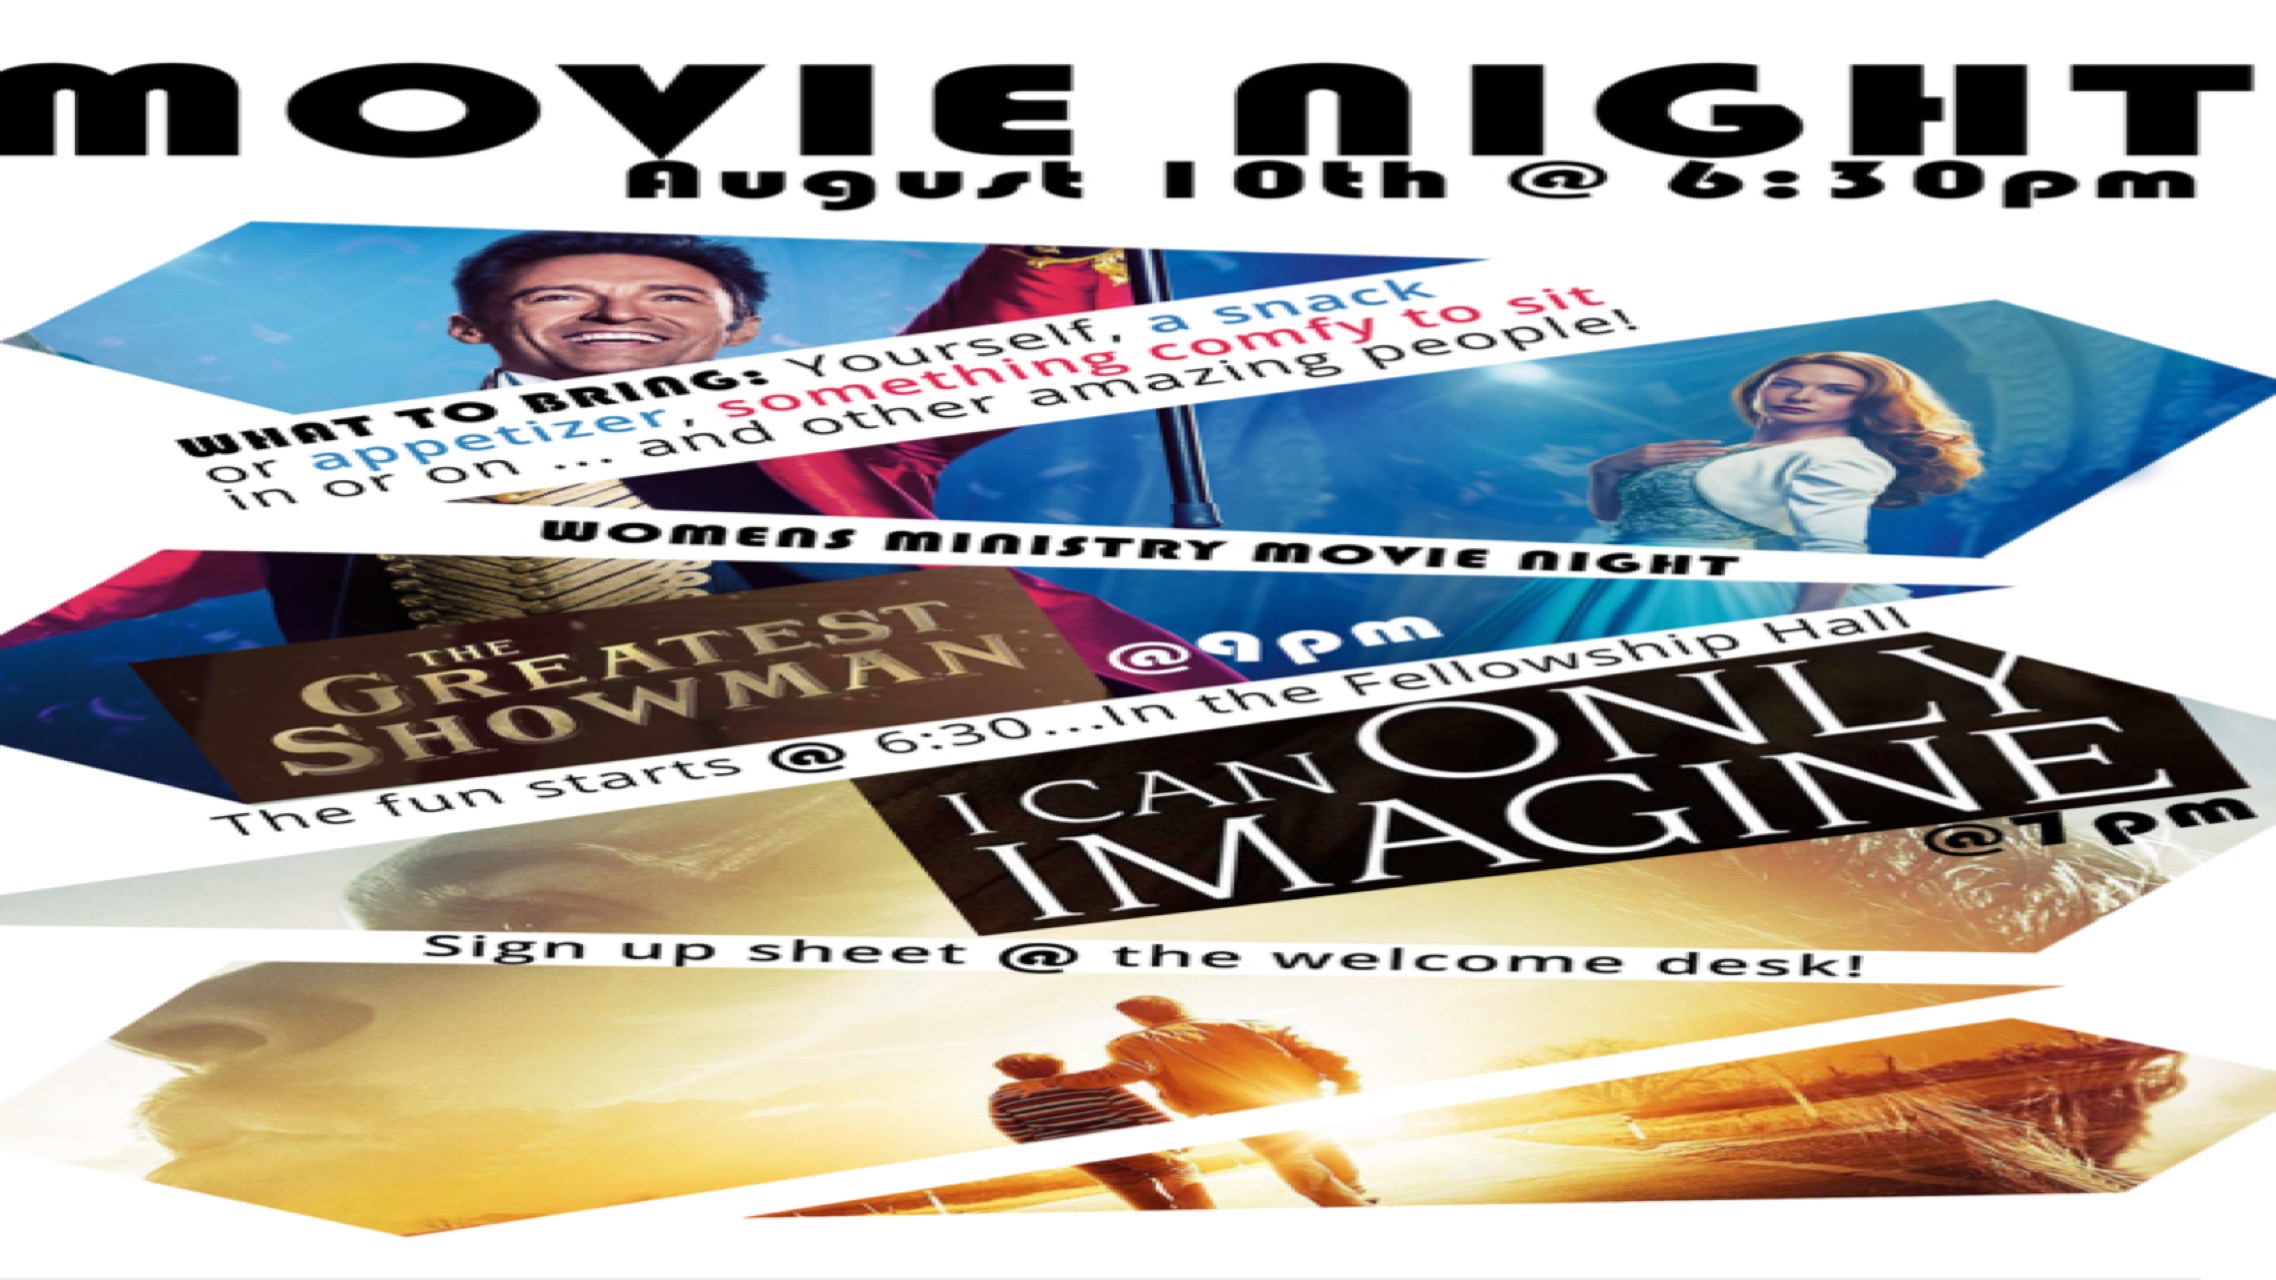 MOVIE NIGHT
August 10th @ 6:30pm
WHAT TO BRING: Yourself, a snack
or appetizer, something comfy to sit
in or on ... and other amazing people!
WOMENS MINISTRY MOVIE NIGHT
THE
GREATEST
SHOWMAN
@9pm
The fun starts @ 6:30...In the Fellowship Hall
I CAN ONLY
IMAGINE
@7pm
Sign up sheet @ the welcome desk!